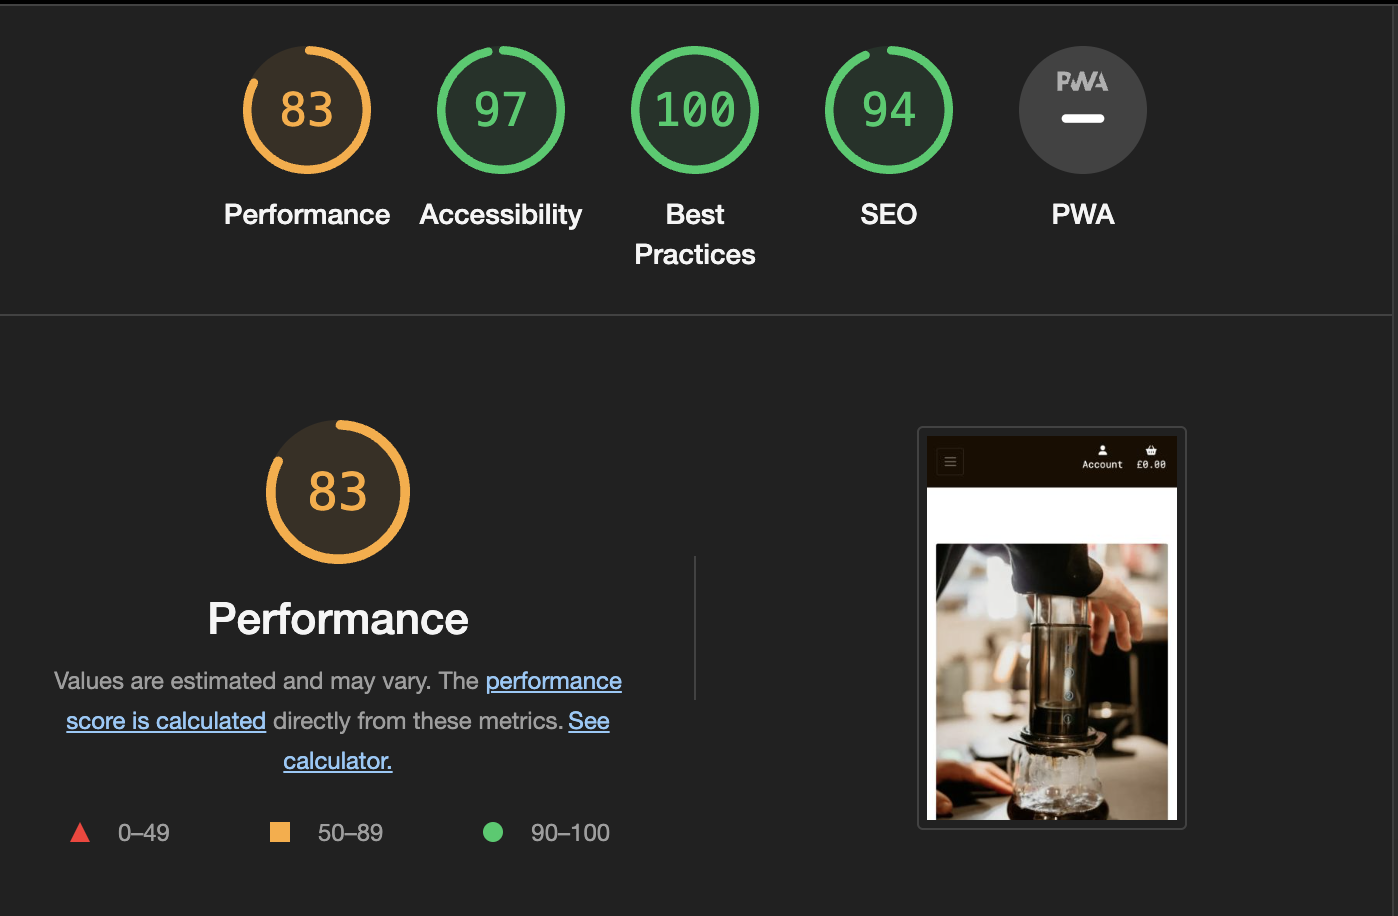 83
97
100
94
PWA
Performance
Accessibility
Best
Practices
SEO
PWA
83
Performance
Values are estimated and may vary. The performance
score is calculated directly from these metrics. See
calculator.
0–49
50–89
90–100
Account
£0.00